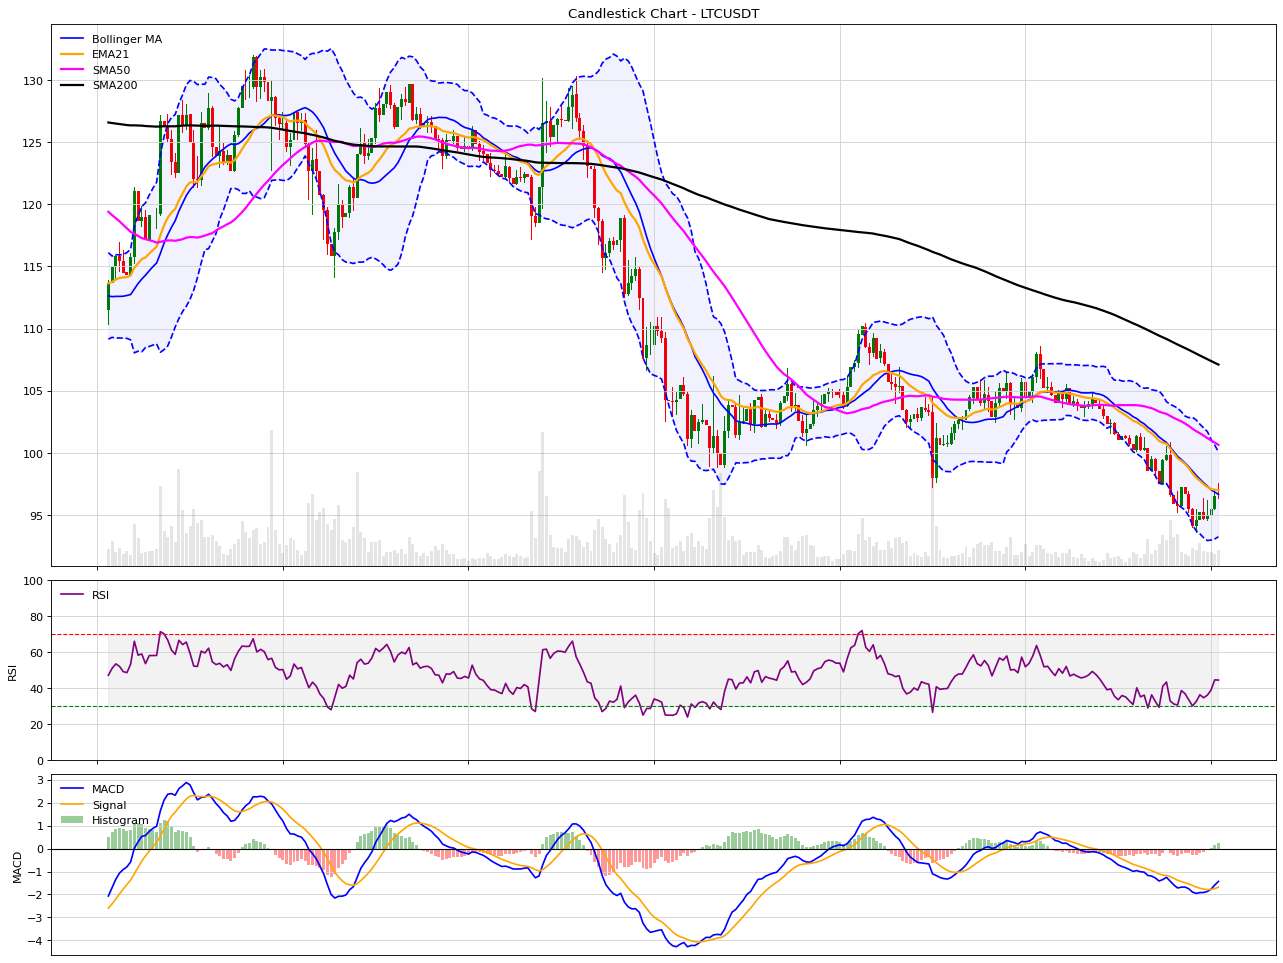 Candlestick Chart - LTCUSDT
Bollinger MA
EMA21
SMA50
SMA200
130
125
120
115
110
105
100
95
RSI
100
80
60
40
20
0
RSI
MACD
Signal
Histogram
3
2
1
0
−1
−2
−3
−4
MACD